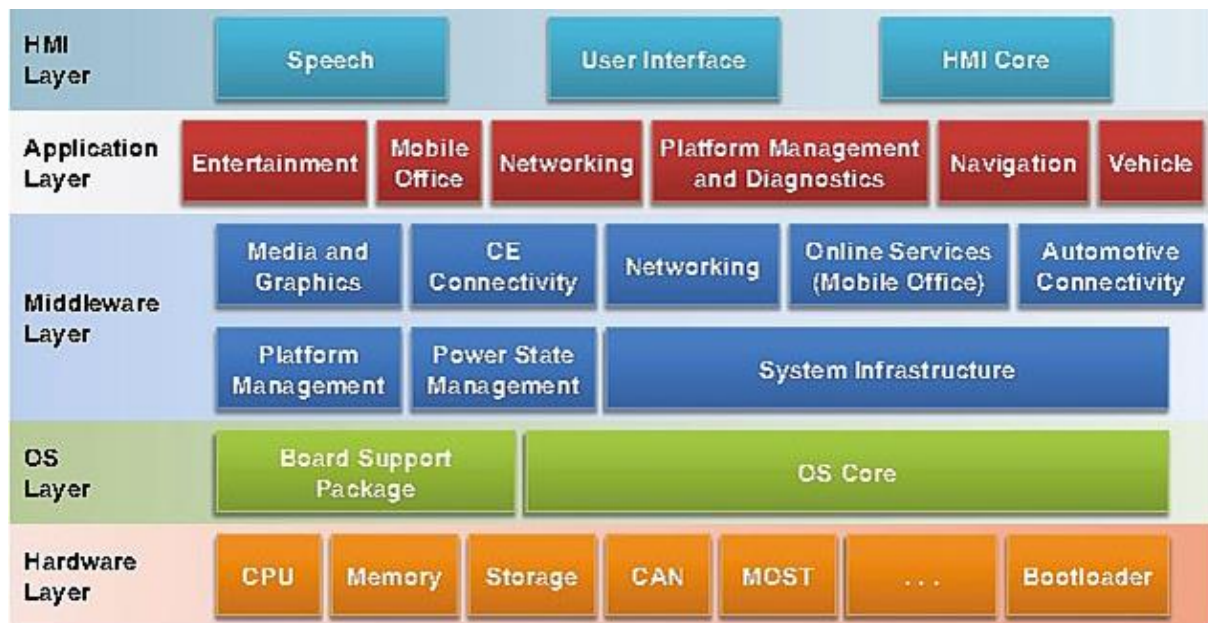 HMI
Layer
Speech
User Interface
HMI Core
Application
Layer
Entertainment
Mobile
Office
Networking
Platform Management
and Diagnostics
Navigation
Vehicle
Middleware
Layer
Media and
Graphics
CE
Connectivity
Networking
Online Services
(Mobile Office)
Automotive
Connectivity
Platform
Management
Power State
Management
System Infrastructure
OS
Layer
Board Support
Package
OS Core
Hardware
Layer
CPU
Memory
Storage
CAN
MOST
. . .
Bootloader